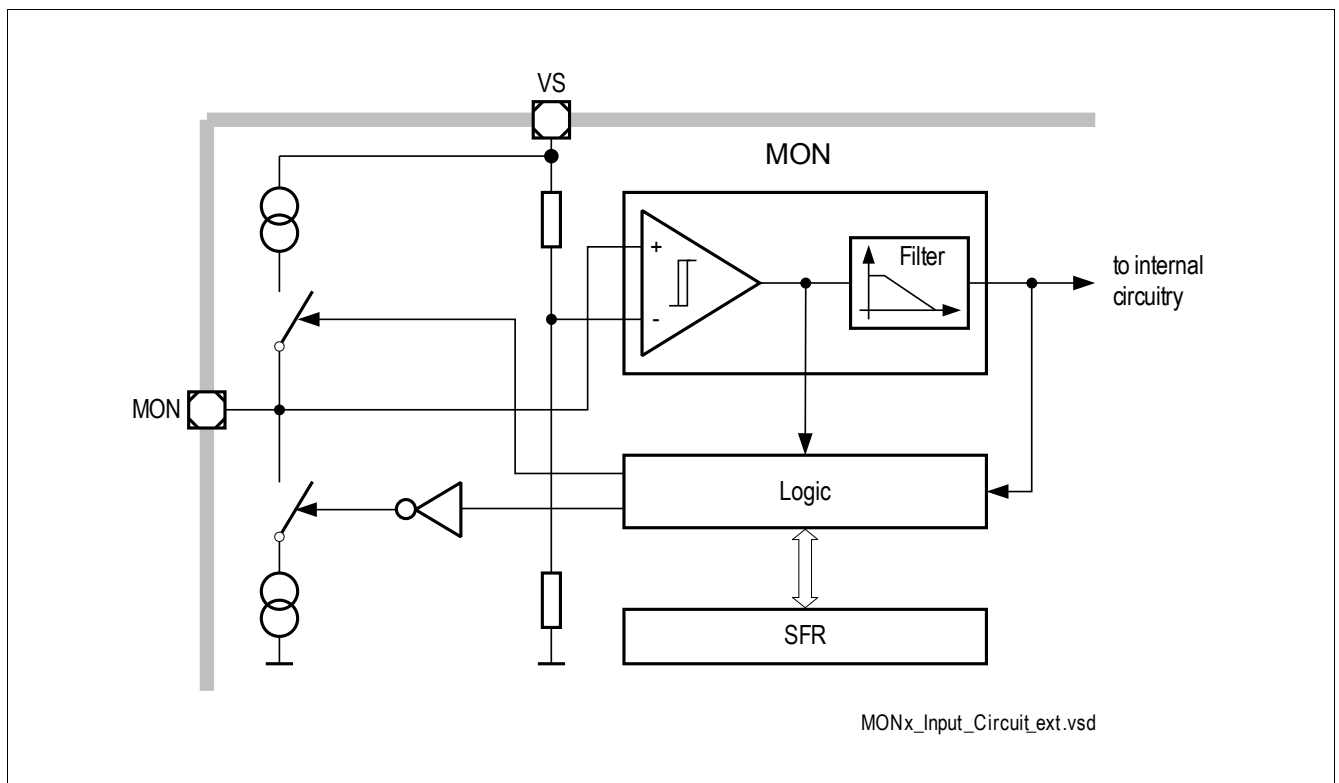 VS
MON
+
-
Filter
to internal
circuitry
MON
Logic
SFR
MONx_Input_Circuit_ext.vsd